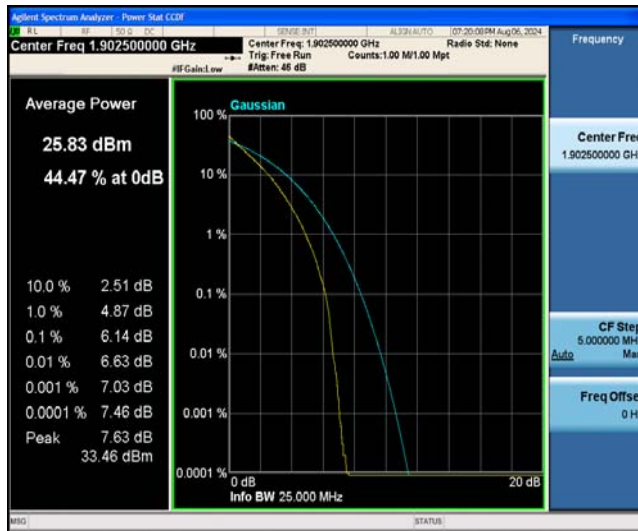 Agilent Spectrum Analyzer - Power Stat CCDF
RL RF 50 Ω DC SENSE:INT ALIGN AUTO 07:20:08 PM Aug 06, 2024
Center Freq 1.902500000 GHz
Center Freq: 1.902500000 GHz Radio Std: None
Trig: Free Run Counts:1.00 M/1.00 Mpt
#IFGain:Low #Atten: 46 dB
Frequency
Average Power
25.83 dBm
44.47 % at 0dB
10.0 % 2.51 dB
1.0 % 4.87 dB
0.1 % 6.14 dB
0.01 % 6.63 dB
0.001 % 7.03 dB
0.0001 % 7.46 dB
Peak 7.63 dB
33.46 dBm
Gaussian
100 %
10 %
1 %
0.1 %
0.01 %
0.001 %
0.0001 %
0 dB 20 dB
Info BW 25.000 MHz
Center Fre
1.902500000 GH
CF Step
5.000000 MH
Auto Ma
Freq Offse
0 H
MSG STATUS